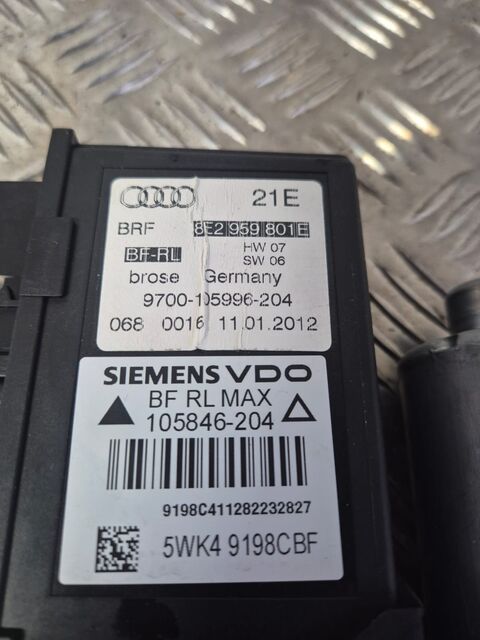 21E
BRF 8E2 959 801E
BF-RL HW 07
SW 06
brose Germany
9700-105996-204
068 0016 11.01.2012
SIEMENS VDO
BF RL MAX
105846-204
9198C411282232827
5WK4 9198CBF